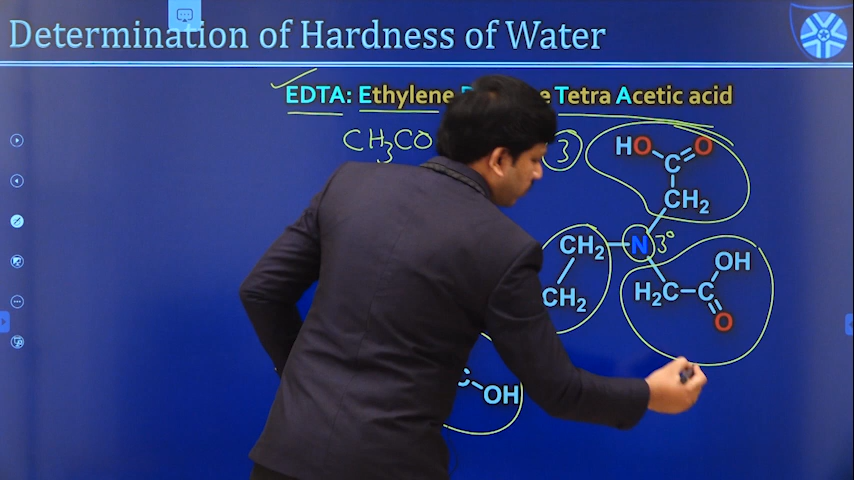 Determination of Hardness of Water
EDTA: Ethylene Tetra Acetic acid
CH3CO 3
HO O
C
CH2
CH2 N 3°
OH
CH2 H2C C
O
C OH